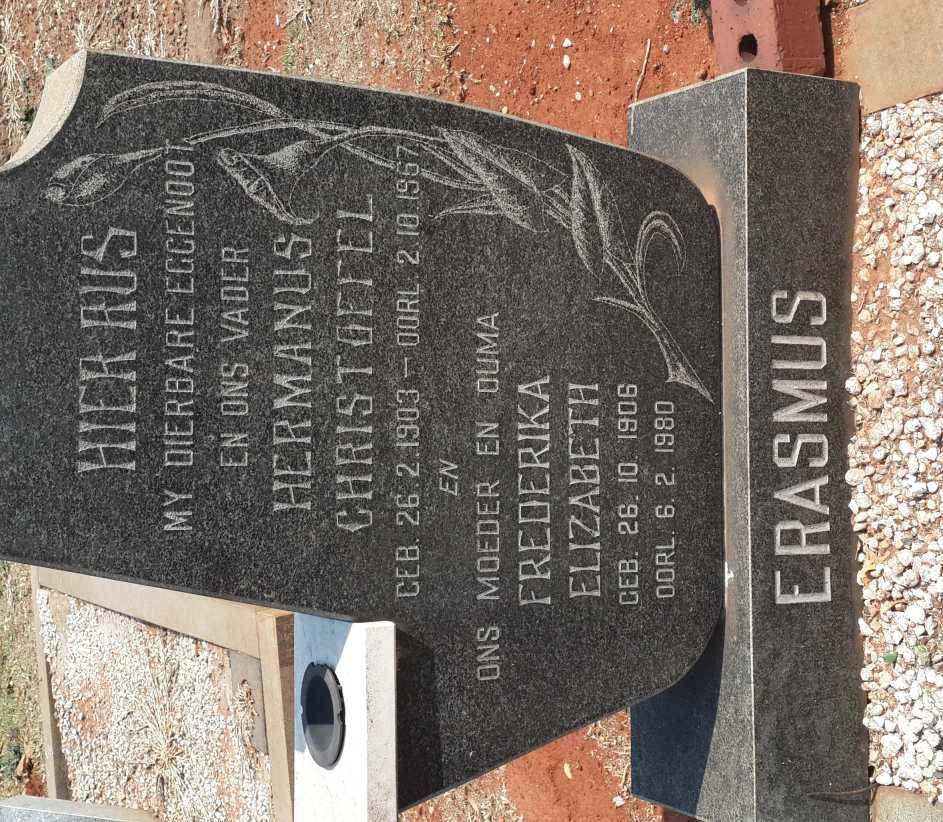 HIER RUS
MY DIERBARE EGGENOOT,
EN ONS VADER
HERMANUS
CHRISTOFFEL
GEB. 26.2.1903 — OORL. 2.10.1967
EN
ONS MOEDER EN OUMA
FREDERIKA
ELIZABETH
GEB. 26.10.1906
OORL. 6.2.1980
ERASMUS